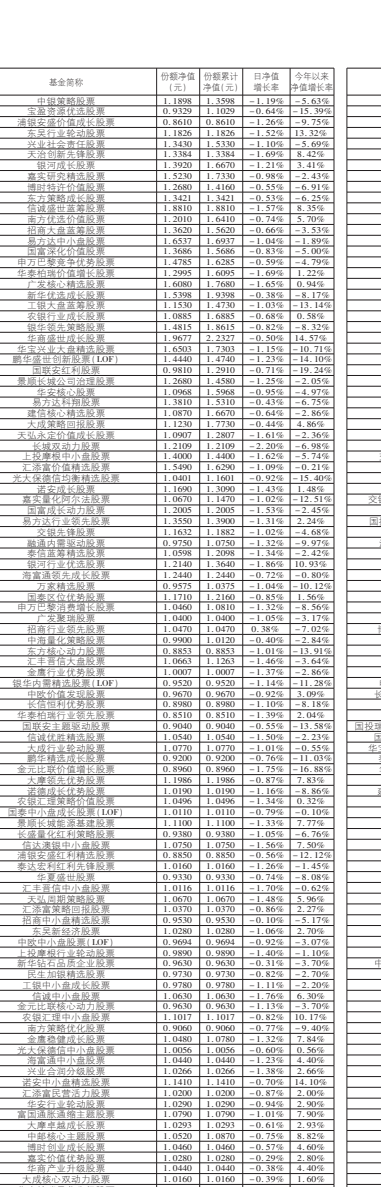 基金简称 份额净值(元) 份额累计净值(元) 日净值增长率 今年以来净值增长率
中银策略股票 1.1898 1.3598 -1.19% -5.63%
宝盈资源优选股票 0.9329 1.1029 -0.64% -15.39%
浦银安盛价值成长股票 0.8610 0.8610 -1.26% -9.75%
东吴行业轮动股票 1.1826 1.1826 -1.52% 13.32%
兴业社会责任股票 1.3430 1.5330 -1.10% -5.69%
天治创新先锋股票 1.3384 1.3384 -1.69% 8.42%
银河成长股票 1.3920 1.6670 -1.21% 3.41%
嘉实研究精选股票 1.5230 1.7330 -0.98% -2.43%
博时特许价值股票 1.2680 1.4160 -0.55% -6.91%
东方策略成长股票 1.3421 1.3421 -0.53% -6.25%
信诚盛世蓝筹股票 1.8810 1.8810 -1.57% 8.35%
南方优选价值股票 1.2010 1.6410 -0.74% 5.70%
招商大盘蓝筹股票 1.3620 1.5620 -0.66% -3.53%
易方达中小盘股票 1.6537 1.6937 -1.04% -1.89%
国富深化价值股票 1.3686 1.5686 -0.83% -5.00%
申万巴黎竞争优势股票 1.4785 1.6285 -0.59% -4.79%
华泰柏瑞价值增长股票 1.2995 1.6095 -1.69% 1.22%
广发核心精选股票 1.6080 1.7680 -1.65% 0.94%
新华优选成长股票 1.5398 1.9398 -0.38% -8.17%
工银大盘蓝筹股票 1.1530 1.4730 -1.03% -13.14%
农银行业成长股票 1.0885 1.0885 -0.68% 0.58%
银华领先策略股票 1.4815 1.8615 -0.82% -8.32%
华商盛世成长股票 1.9677 2.2327 -0.50% 14.57%
华宝兴业大盘精选股票 1.6503 1.7303 -1.15% -10.71%
鹏华盛世创新股票(LOF) 1.4440 1.4740 -1.23% -14.10%
国联安红利股票 0.9810 1.2910 -0.71% -19.24%
景顺长城公司治理股票 1.2680 1.4580 -1.25% -2.05%
华安核心股票 1.0968 1.5968 -0.95% -4.97%
易方达科翔股票 1.3810 1.5310 -0.43% -6.75%
建信核心精选股票 1.0870 1.6670 -0.64% -2.86%
大成策略回报股票 1.1230 1.7730 -0.44% 4.86%
天弘永定价值成长股票 1.0907 1.2807 -1.61% -2.36%
长城双动力股票 1.2109 1.2109 -2.20% -6.98%
上投摩根中小盘股票 1.4000 1.4400 -1.62% -5.74%
汇添富价值精选股票 1.5490 1.6290 -1.09% -0.21%
光大保德信均衡精选股票 1.0401 1.1601 -0.92% -15.40%
诺安成长股票 1.1690 1.3090 -1.43% 1.48%
嘉实量化阿尔法股票 1.0670 1.1470 -1.02% -12.51%
国富成长动力股票 1.2005 1.2005 -1.53% -2.45%
易方达行业领先股票 1.3550 1.3900 -1.31% 2.24%
交银先锋股票 1.1632 1.1882 -1.02% -4.68%
融通内需驱动股票 0.9750 1.0750 -1.32% -9.97%
泰信蓝筹精选股票 1.0598 1.2098 -1.34% -2.42%
银河行业优选股票 1.2140 1.3640 -1.86% 10.93%
海富通领先成长股票 1.2440 1.2440 -0.72% -0.80%
万家精选股票 0.9575 1.0375 -1.04% -10.12%
国泰区位优势股票 1.1710 1.2160 -0.85% 1.56%
申万巴黎消费增长股票 1.0460 1.0810 -1.32% -8.56%
广发聚瑞股票 1.0400 1.0400 -1.05% -3.17%
招商行业领先股票 1.0470 1.0470 0.38% -7.02%
中海量化策略股票 0.9900 1.0120 -0.40% -2.84%
东方核心动力股票 0.8853 0.8853 -1.01% -13.91%
汇丰晋信大盘股票 1.0663 1.1263 -1.46% -3.64%
金鹰行业优势股票 1.0007 1.0007 -1.37% -2.86%
银华内需精选股票(LOF) 0.9520 0.9520 -1.14% -11.28%
中欧价值发现股票 0.9670 0.9670 -0.92% 3.09%
长信恒利优势股票 0.8980 0.8980 -1.10% -8.18%
华泰柏瑞行业领先股票 0.8510 0.8510 -1.39% 2.04%
国联安主题驱动股票 0.9040 0.9040 -0.55% -13.58%
信诚优胜精选股票 1.0540 1.0540 -1.50% -2.23%
大成行业轮动股票 1.0770 1.0770 -1.01% -0.55%
鹏华精选成长股票 0.9200 0.9200 -0.76% -11.03%
金元比联价值增长股票 0.8960 0.8960 -1.75% -16.88%
大摩领先优势股票 1.1986 1.1986 -0.87% 7.83%
诺德成长优势股票 1.0190 1.0190 -1.16% -8.86%
农银汇理策略价值股票 1.0496 1.0496 -1.34% 0.32%
国泰中小盘成长股票(LOF) 1.0110 1.0110 -0.79% -0.10%
景顺长城能源基建股票 1.1100 1.1100 -1.33% 7.77%
长盛量化红利策略股票 0.9380 0.9380 -1.05% -6.76%
信达澳银中小盘股票 1.0750 1.0750 -1.56% 7.50%
浦银安盛红利精选股票 0.8850 0.8850 -0.56% -12.12%
泰达宏利红利先锋股票 1.0160 1.0160 -1.26% -1.45%
华夏盛世股票 0.9330 0.9330 -0.74% -8.08%
汇丰晋信中小盘股票 1.0116 1.0116 -1.70% -0.62%
天弘周期策略股票 1.0670 1.0670 -1.48% 5.96%
汇添富策略回报股票 1.0370 1.0370 -0.86% 2.27%
招商中小盘精选股票 0.9530 0.9530 -0.10% -5.17%
东吴新经济股票 1.0280 1.0280 -1.06% 2.70%
中欧中小盘股票(LOF) 0.9694 0.9694 -0.92% -3.07%
上投摩根行业轮动股票 0.9890 0.9890 -1.40% -1.10%
新华钻石品质企业股票 0.9630 0.9630 -0.31% -3.70%
民生加银精选股票 0.9730 0.9730 -0.82% -2.70%
工银中小盘成长股票 0.9780 0.9780 -1.11% -2.20%
信诚中小盘股票 1.0630 1.0630 -1.76% 6.30%
金元比联核心动力股票 0.9630 0.9630 -1.13% -3.70%
农银汇理中小盘股票 1.1017 1.1017 -0.82% 10.17%
南方策略优化股票 0.9060 0.9060 -0.77% -9.40%
金鹰稳健成长股票 1.0480 1.0780 -1.32% 7.84%
光大保德信中小盘股票 1.0056 1.0056 -0.60% 0.56%
海富通中小盘股票 1.0440 1.0440 -1.23% 4.40%
兴业合润分级股票 1.0266 1.0266 -1.38% 2.66%
诺安中小盘精选股票 1.1410 1.1410 -0.70% 14.10%
汇添富民营活力股票 1.0200 1.0200 -0.87% 2.00%
华安行业轮动股票 1.0290 1.0290 -0.94% 2.90%
富国通胀通缩主题股票 1.0790 1.0790 -1.01% 7.90%
大摩卓越成长股票 1.0293 1.0293 -0.61% 2.93%
中邮核心主题股票 1.0520 1.0870 -0.75% 8.82%
博时创业成长股票 1.0460 1.0460 -0.57% 4.60%
嘉实价值优势股票 1.0280 1.0280 -0.29% 2.80%
华商产业升级股票 1.0440 1.0440 -0.38% 4.40%
大成核心双动力股票 1.0160 1.0160 -0.39% 1.60%